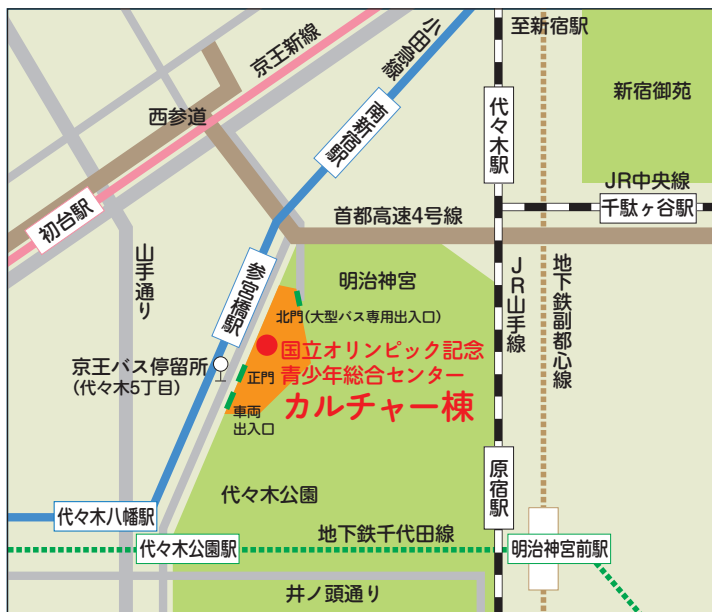 至新宿駅
京王新線
小田急線
新宿御苑
西参道
南新宿駅
代々木駅
JR中央線
千駄ヶ谷駅
初台駅
首都高速4号線
山手通り
参宮橋駅
明治神宮
JR山手線
地下鉄副都心線
北門(大型バス専用出入口)
国立オリンピック記念
青少年総合センター
カルチャー棟
京王バス停留所
(代々木5丁目)
正門
車両
出入口
原宿駅
代々木公園
代々木八幡駅
地下鉄千代田線
代々木公園駅
明治神宮前駅
井ノ頭通り